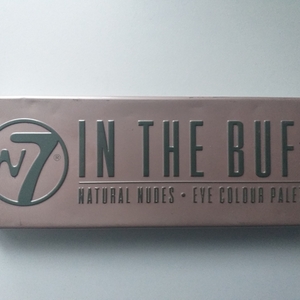 W7®
IN THE BUF
NATURAL NUDES • EYE COLOUR PALE